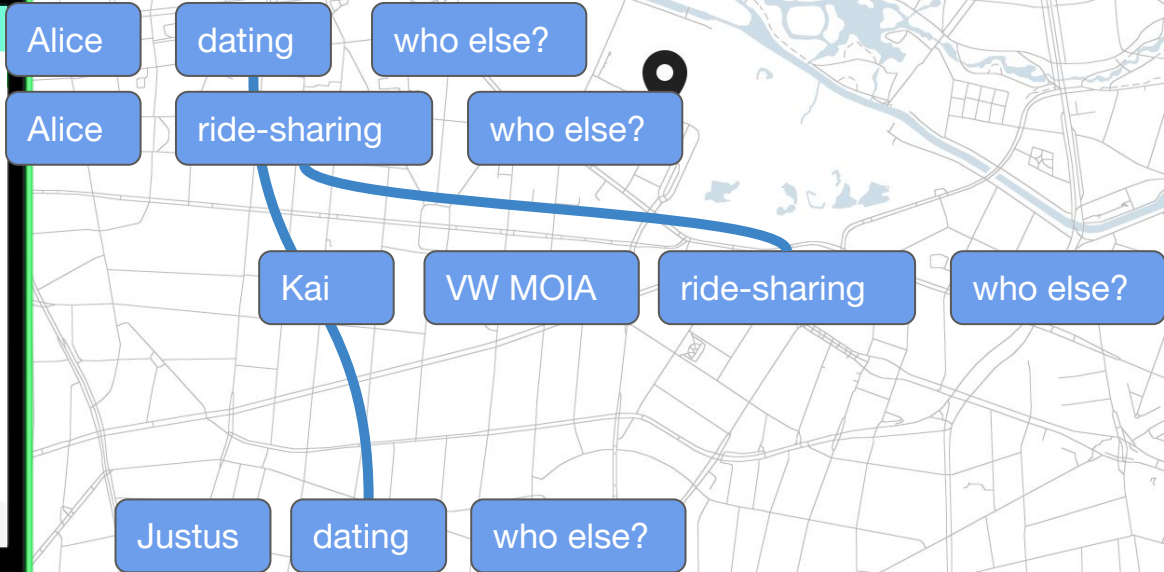 Alice dating who else?
Alice ride-sharing who else?
Kai VW MOIA ride-sharing who else?
Justus dating who else?